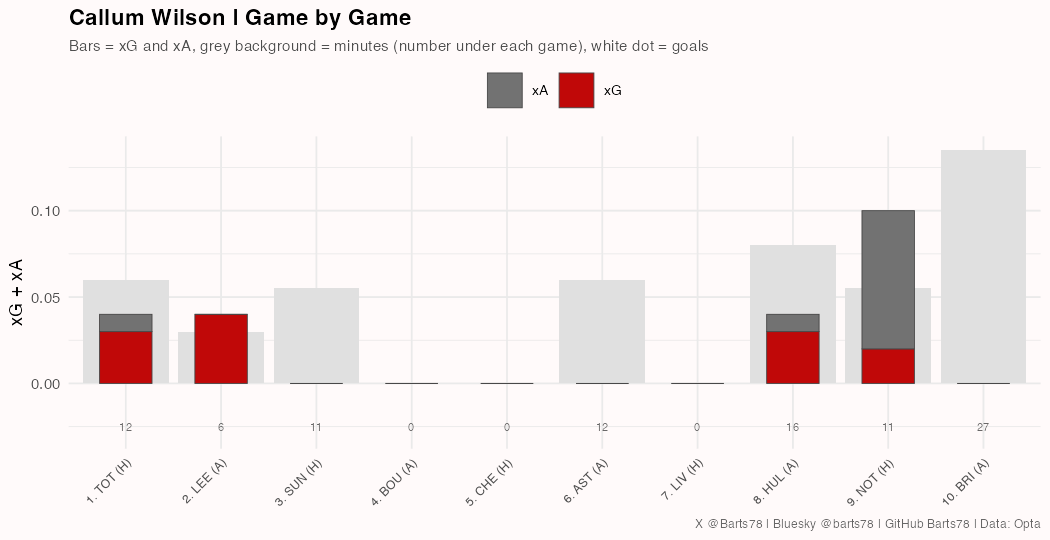 Callum Wilson | Game by Game
Bars = xG and xA, grey background = minutes (number under each game), white dot = goals
xA xG
xG + xA
0.10
0.05
0.00
12 6 11 0 0 12 0 16 11 27
1. TOT (H) 2. LEE (A) 3. SUN (H) 4. BOU (A) 5. CHE (H) 6. AST (A) 7. LIV (H) 8. HUL (A) 9. NOT (H) 10. BRI (A)
X @Barts78 | Bluesky @barts78 | GitHub Barts78 | Data: Opta